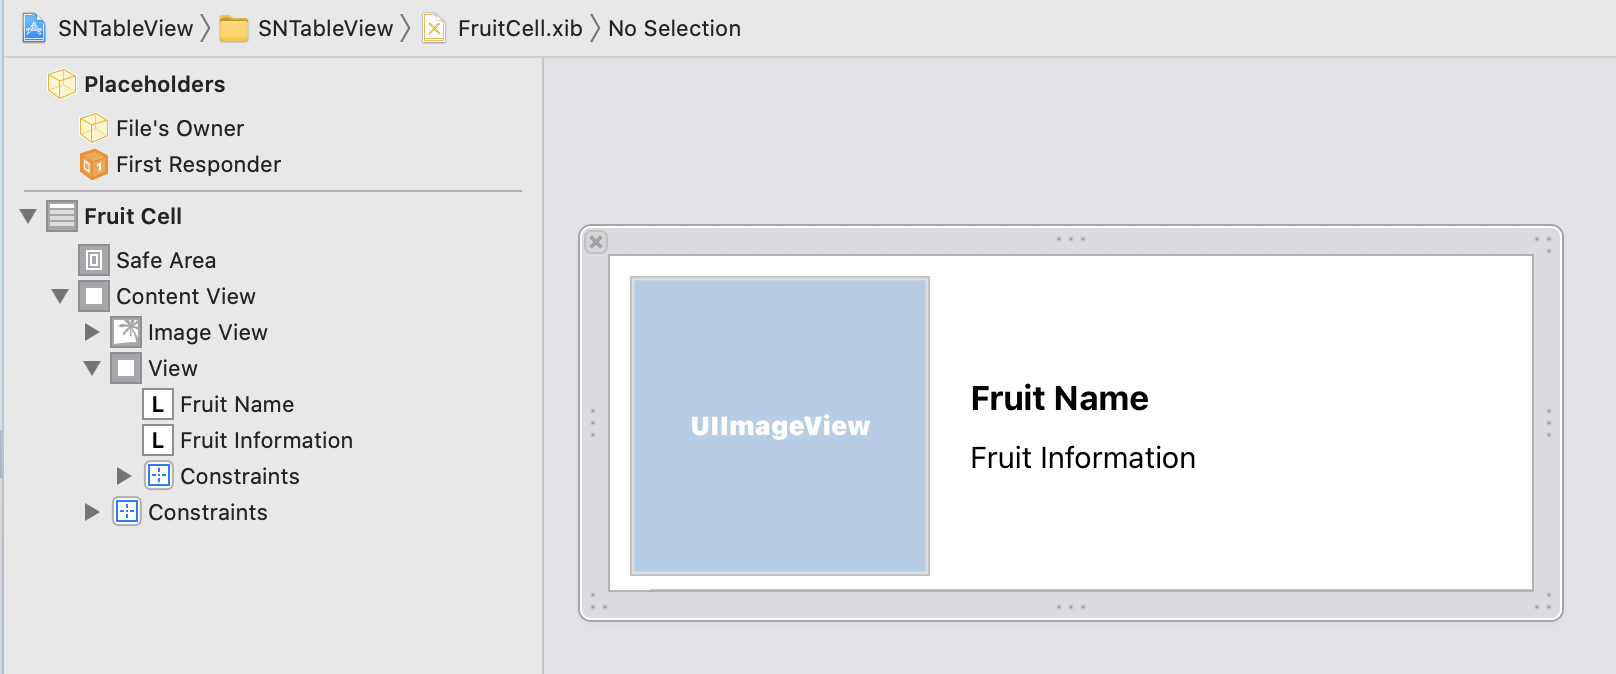 SNTableView SNTableView FruitCell.xib No Selection
Placeholders
File's Owner
First Responder
Fruit Cell
Safe Area
Content View
Image View
View
L Fruit Name
L Fruit Information
Constraints
Constraints
UIImageView
Fruit Name
Fruit Information